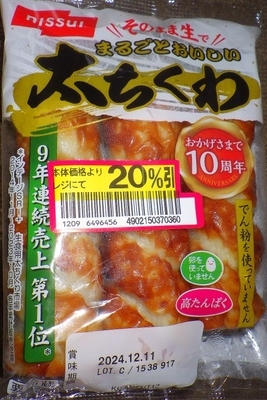 nissui
そのまま生で
まるごとおいしい
太ちくわ
おかげさまで
10周年
ANNIVERSARY
9年連続売上第1位*
本体価格より
レジにて
20%引
1209 6496456 4902150370360
でん粉を使っていません
卵を
使って
いません
高たんぱく
賞味
期
2024.12.11
LOT. C / 1538 917